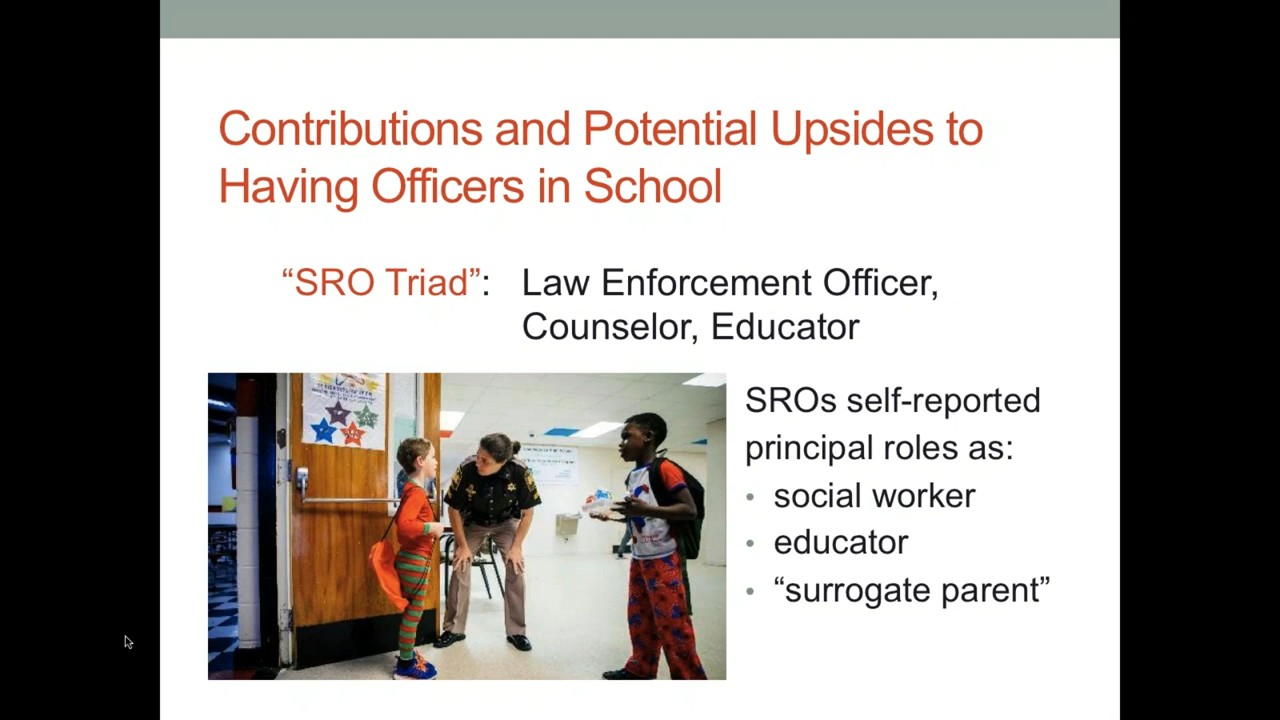 Contributions and Potential Upsides to
Having Officers in School
“SRO Triad”: Law Enforcement Officer,
Counselor, Educator
SROs self-reported
principal roles as:
• social worker
• educator
• “surrogate parent”